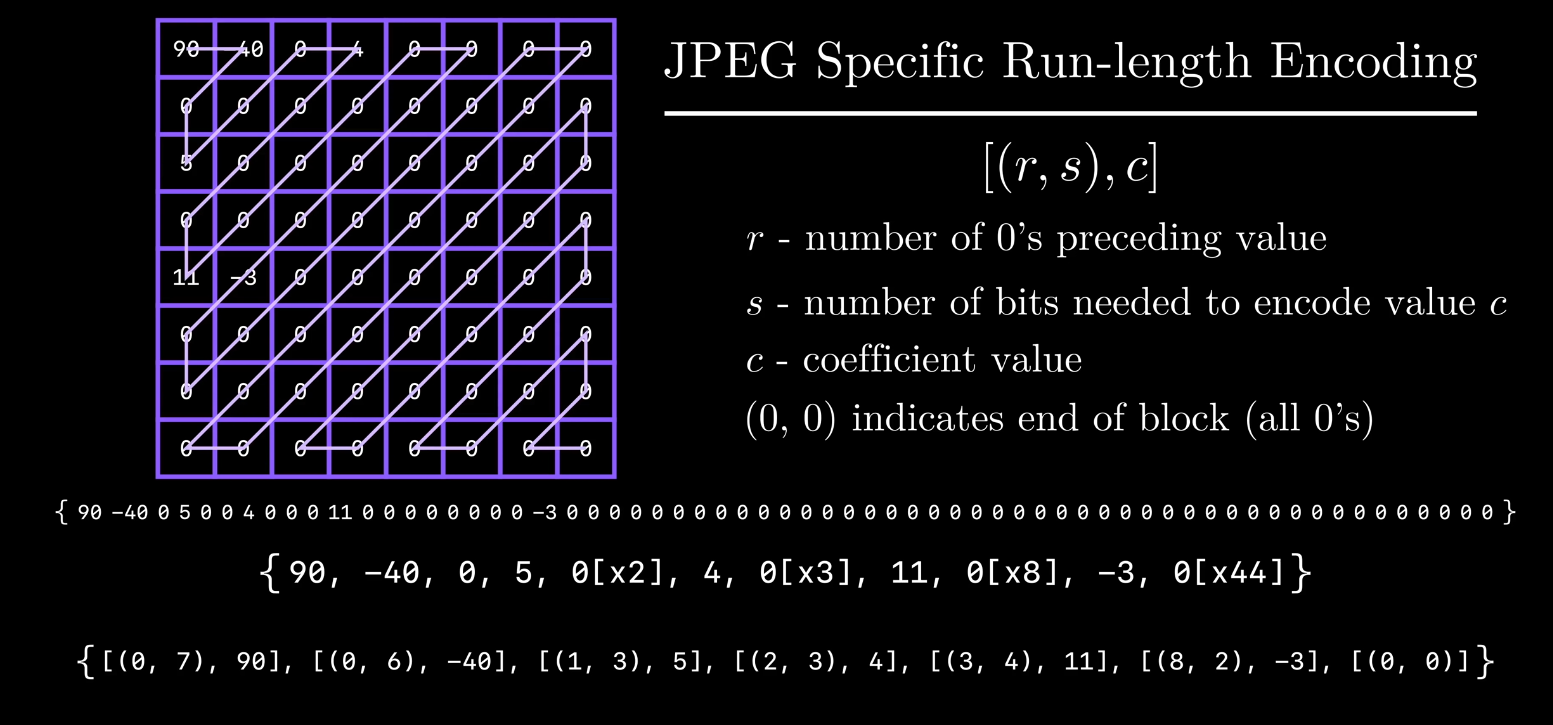 90 −40 0 4 0 0 0 0
0 0 0 0 0 0 0 0
5 0 0 0 0 0 0 0
0 0 0 0 0 0 0 0
11 −3 0 0 0 0 0 0
0 0 0 0 0 0 0 0
0 0 0 0 0 0 0 0
0 0 0 0 0 0 0 0
JPEG Specific Run-length Encoding
[(r, s), c]
r - number of 0's preceding value
s - number of bits needed to encode value c
c - coefficient value
(0, 0) indicates end of block (all 0's)
{ 90 −40 0 5 0 0 4 0 0 0 11 0 0 0 0 0 0 0 0 −3 0 0 0 0 0 0 0 0 0 0 0 0 0 0 0 0 0 0 0 0 0 0 0 0 0 0 0 0 0 0 0 0 0 0 0 0 0 0 0 0 0 0 0 0 }
{90, −40, 0, 5, 0[x2], 4, 0[x3], 11, 0[x8], −3, 0[x44]}
{[(0, 7), 90], [(0, 6), −40], [(1, 3), 5], [(2, 3), 4], [(3, 4), 11], [(8, 2), −3], [(0, 0)]}